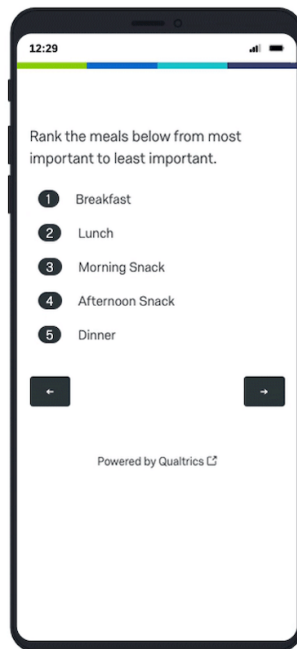 12:29
Rank the meals below from most
important to least important.
1 Breakfast
2 Lunch
3 Morning Snack
4 Afternoon Snack
5 Dinner
← →
Powered by Qualtrics